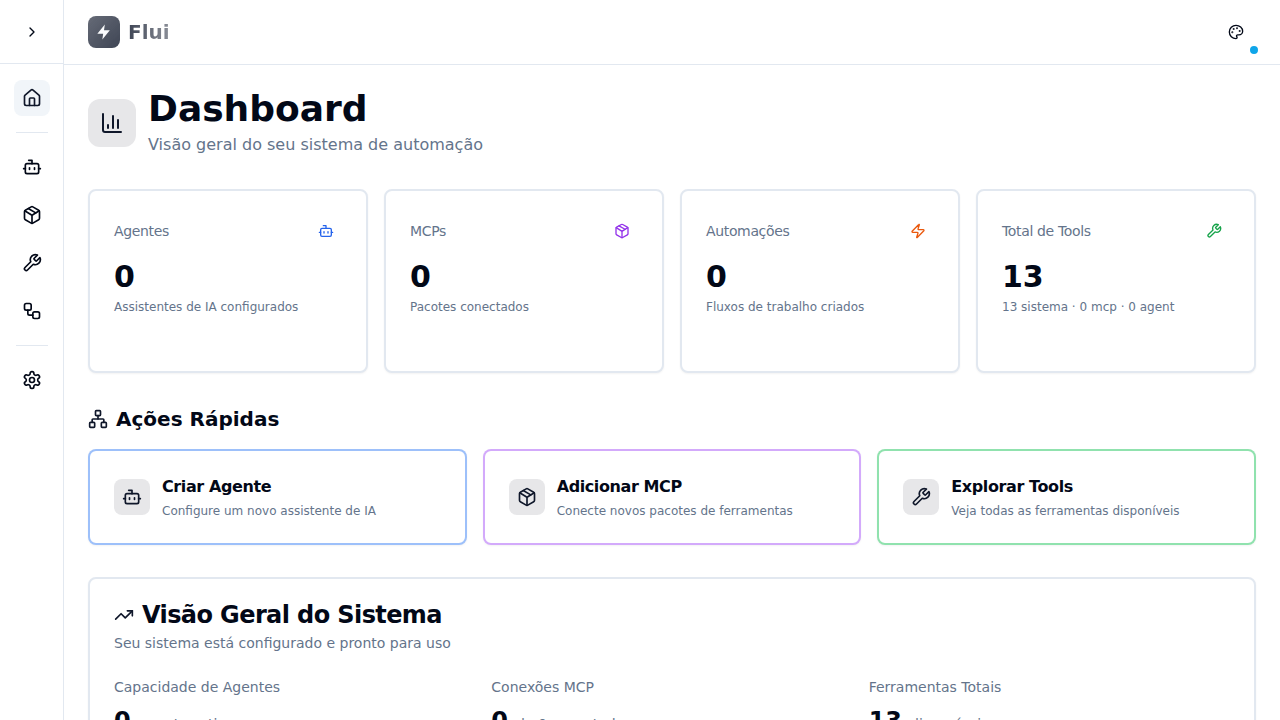 Flui
Dashboard
Visão geral do seu sistema de automação
Agentes
0
Assistentes de IA configurados
MCPs
0
Pacotes conectados
Automações
0
Fluxos de trabalho criados
Total de Tools
13
13 sistema · 0 mcp · 0 agent
Ações Rápidas
Criar Agente
Configure um novo assistente de IA
Adicionar MCP
Conecte novos pacotes de ferramentas
Explorar Tools
Veja todas as ferramentas disponíveis
Visão Geral do Sistema
Seu sistema está configurado e pronto para uso
Capacidade de Agentes
Conexões MCP
Ferramentas Totais
0
0
13